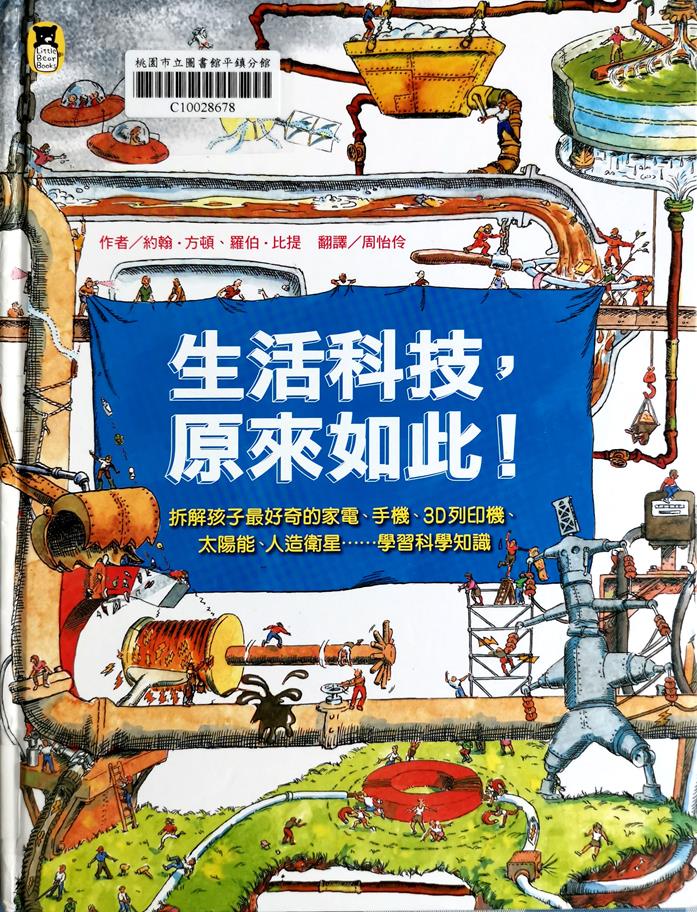 Little
Bear
Books
桃園市立圖書館平鎮分館
C10028678
作者／約翰・方頓、羅伯・比提 翻譯／周怡伶
生活科技，
原來如此！
拆解孩子最好奇的家電、手機、3D列印機、
太陽能、人造衛星……學習科學知識